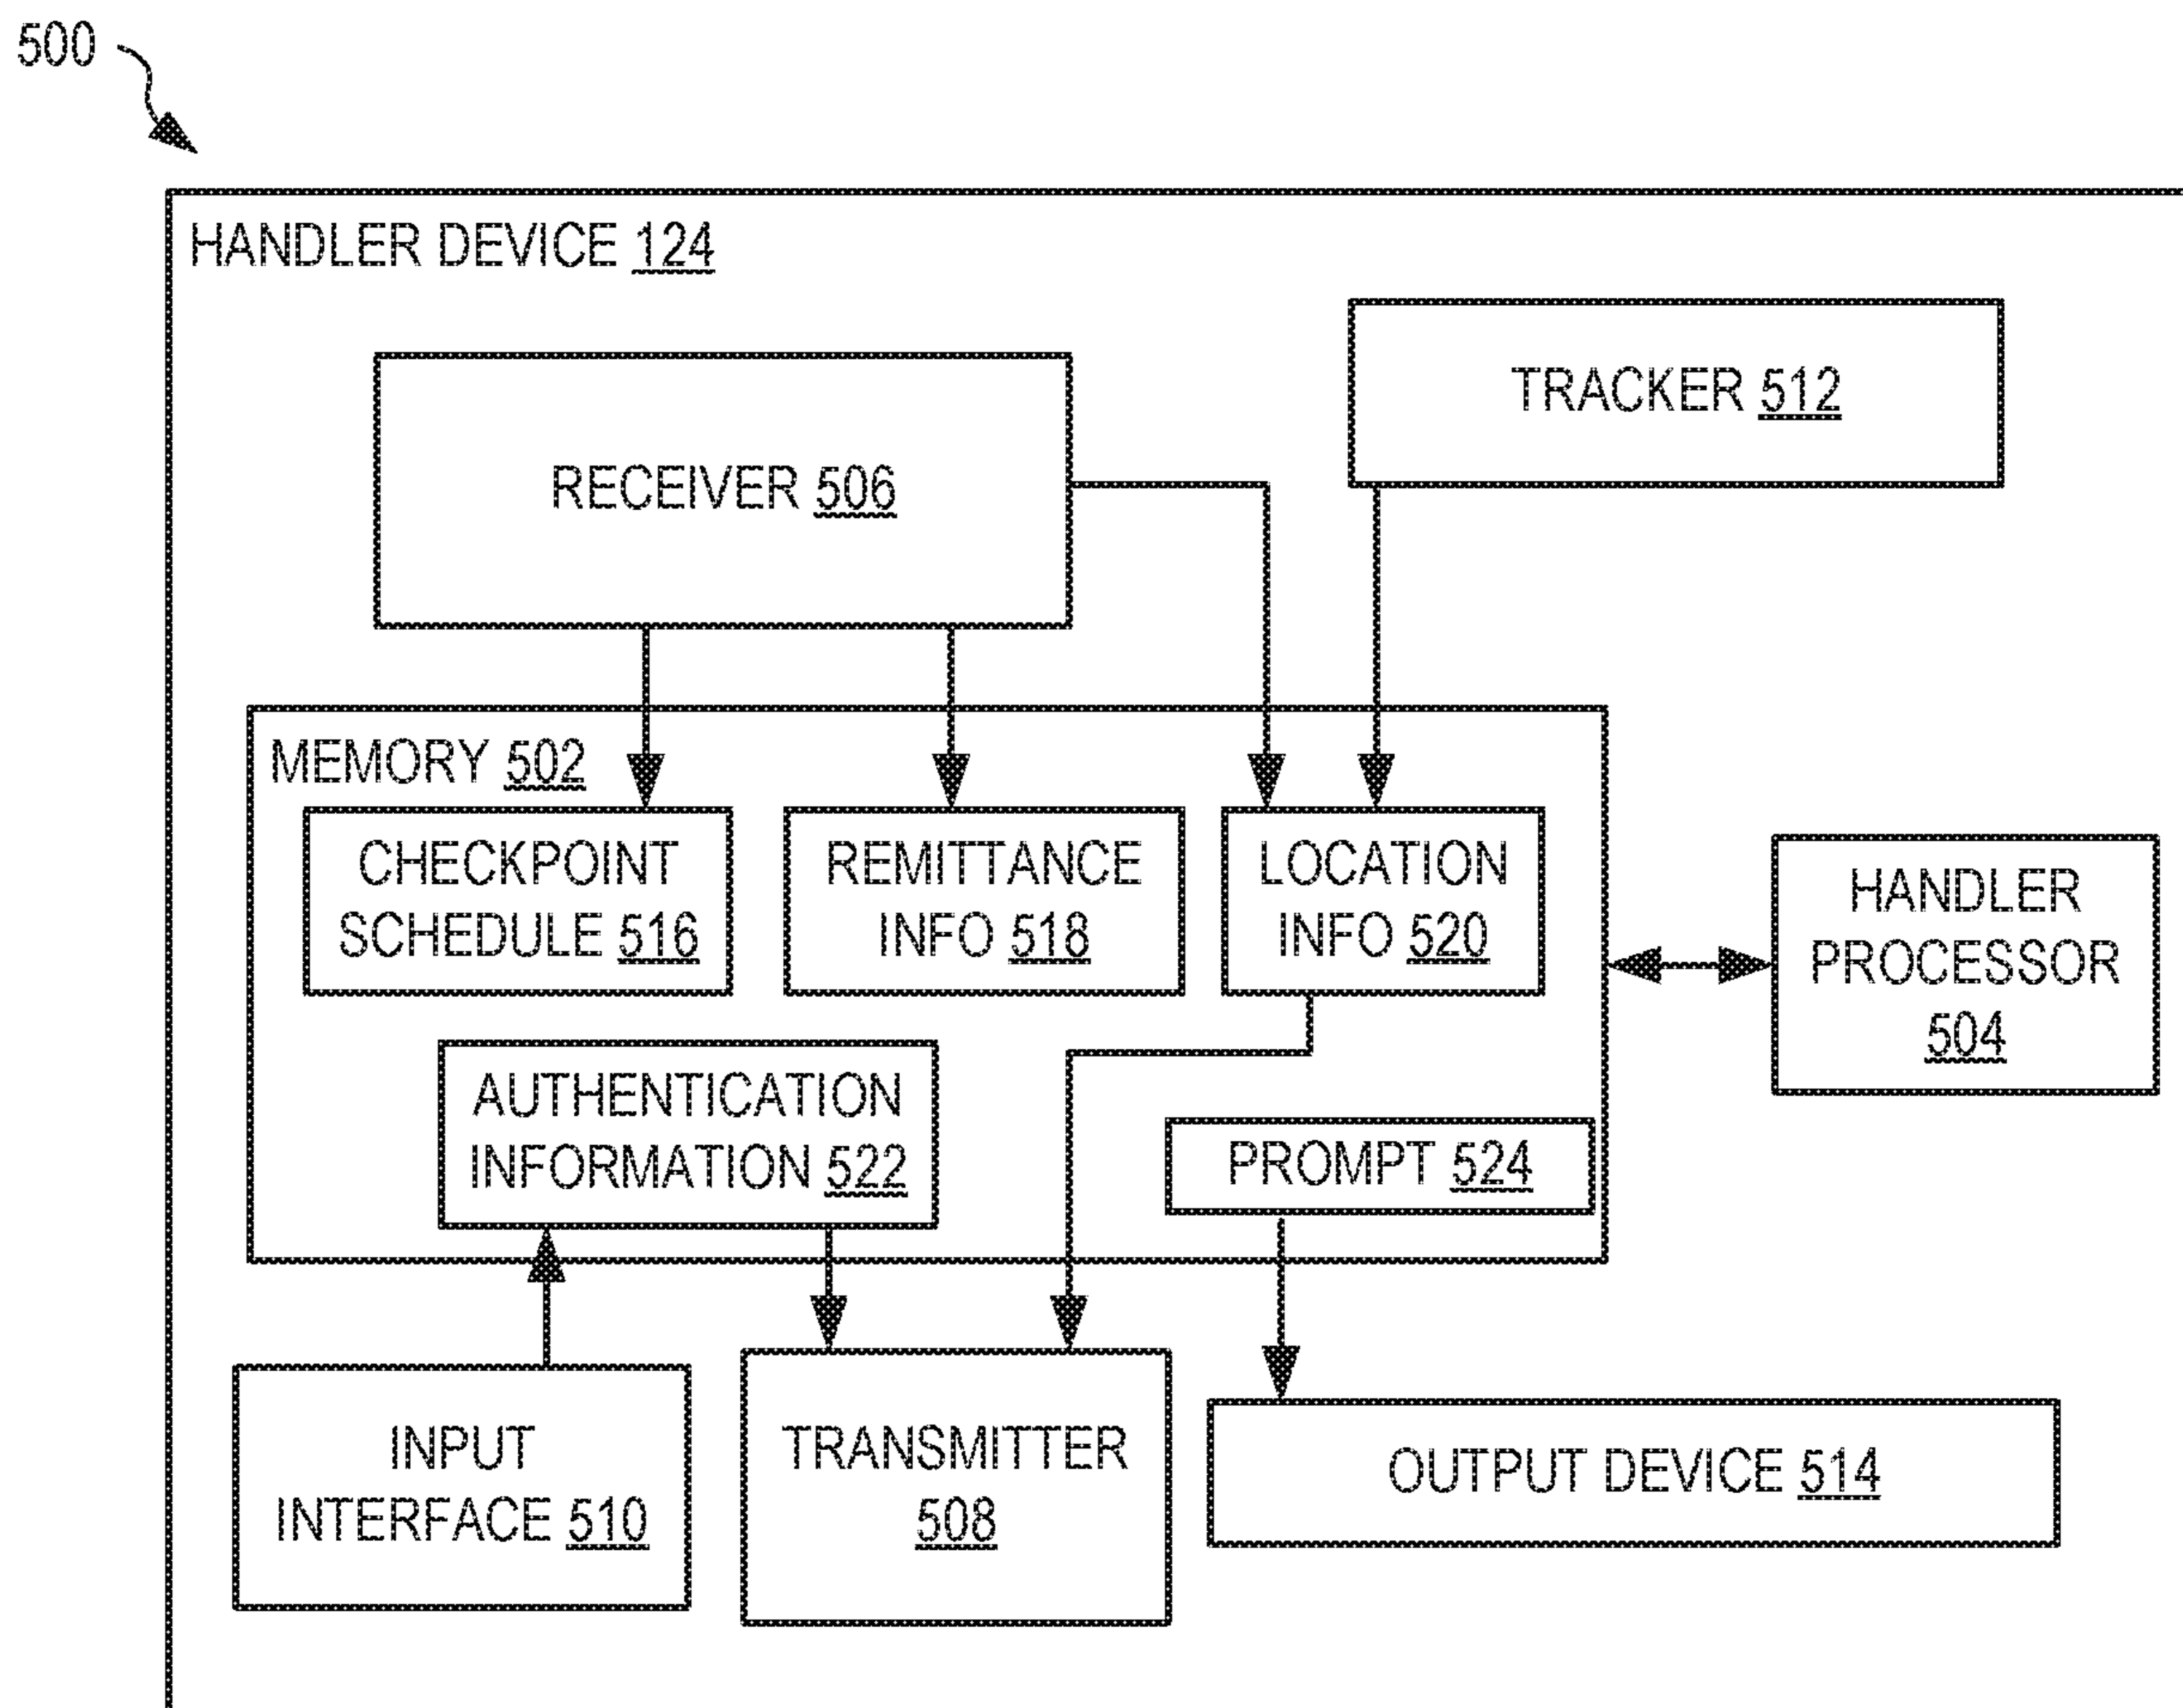 500
HANDLER DEVICE 124
TRACKER 512
RECEIVER 506
MEMORY 502
CHECKPOINT
SCHEDULE 516
REMITTANCE
INFO 518
LOCATION
INFO 520
HANDLER
PROCESSOR
504
AUTHENTICATION
INFORMATION 522
PROMPT 524
INPUT
INTERFACE 510
TRANSMITTER
508
OUTPUT DEVICE 514